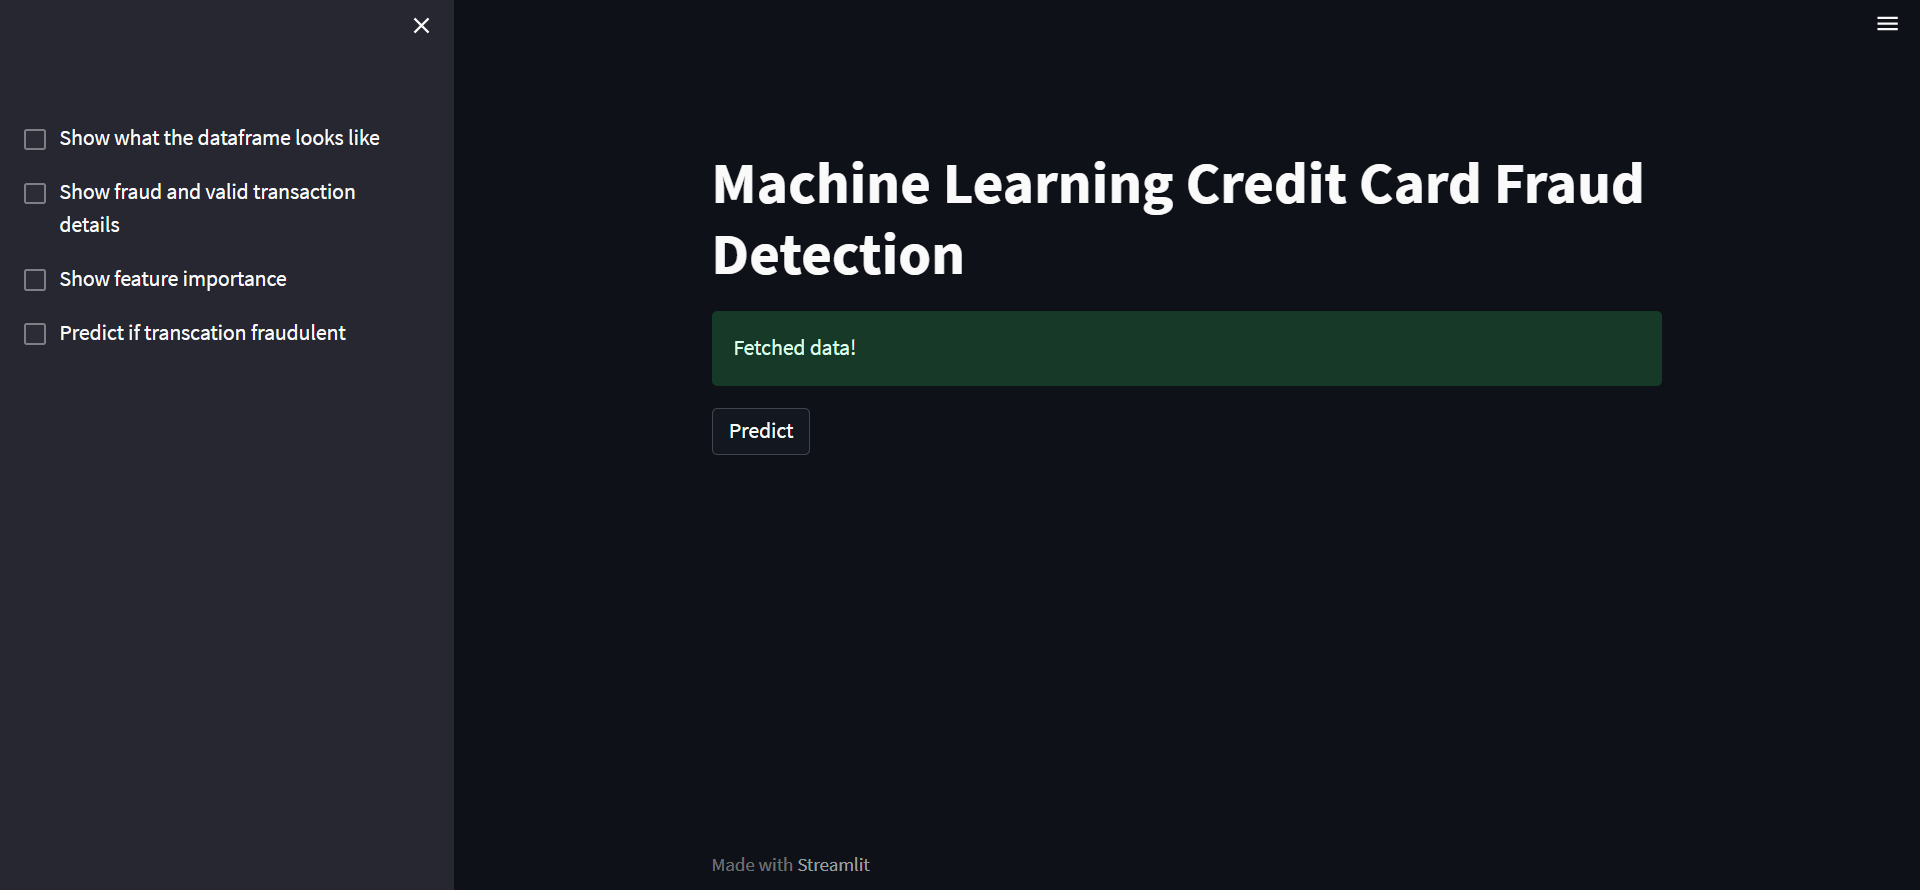 Show what the dataframe looks like
Show fraud and valid transaction
details
Show feature importance
Predict if transcation fraudulent
Machine Learning Credit Card Fraud
Detection
Fetched data!
Predict
Made with Streamlit